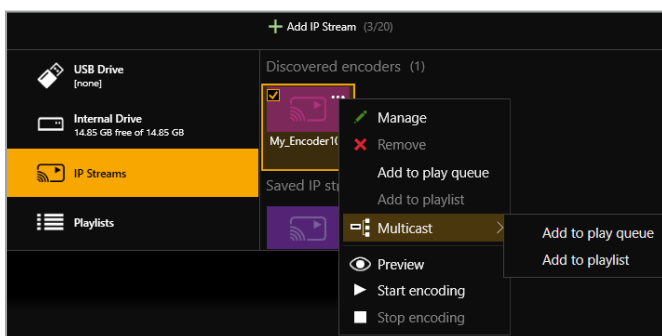 Add IP Stream (3/20)
USB Drive
[none]
Internal Drive
14.85 GB free of 14.85 GB
IP Streams
Playlists
Discovered encoders (1)
My_Encoder10
Saved IP
Manage
Remove
Add to play queue
Add to playlist
Multicast
Add to play queue
Add to playlist
Preview
Start encoding
Stop encoding